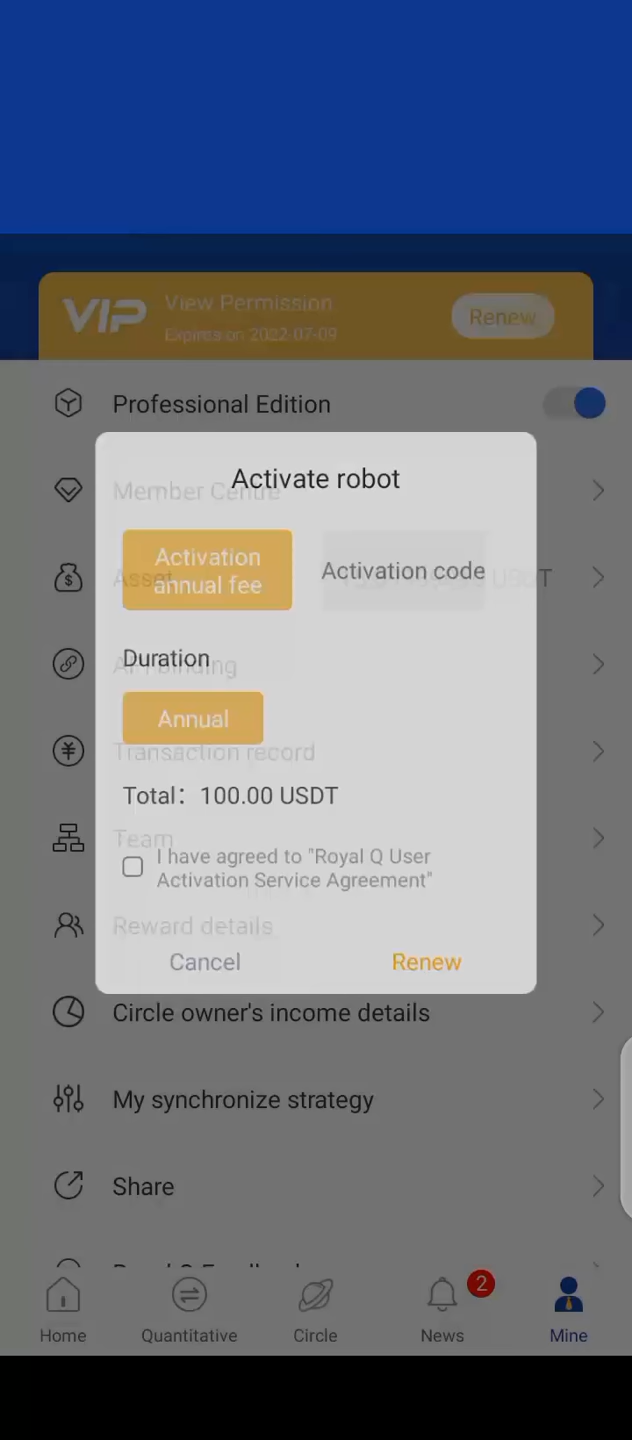 VIP
View Permission
Expires on 2022-07-09
Renew
Professional Edition
Activate robot
Member Centre
Activation
annual fee
Activation code
Asset
USDT
Duration
Annual
Transaction record
Total: 100.00 USDT
Team
I have agreed to "Royal Q User
Activation Service Agreement"
Reward details
Cancel
Renew
Circle owner's income details
My synchronize strategy
Share
2
Home
Quantitative
Circle
News
Mine